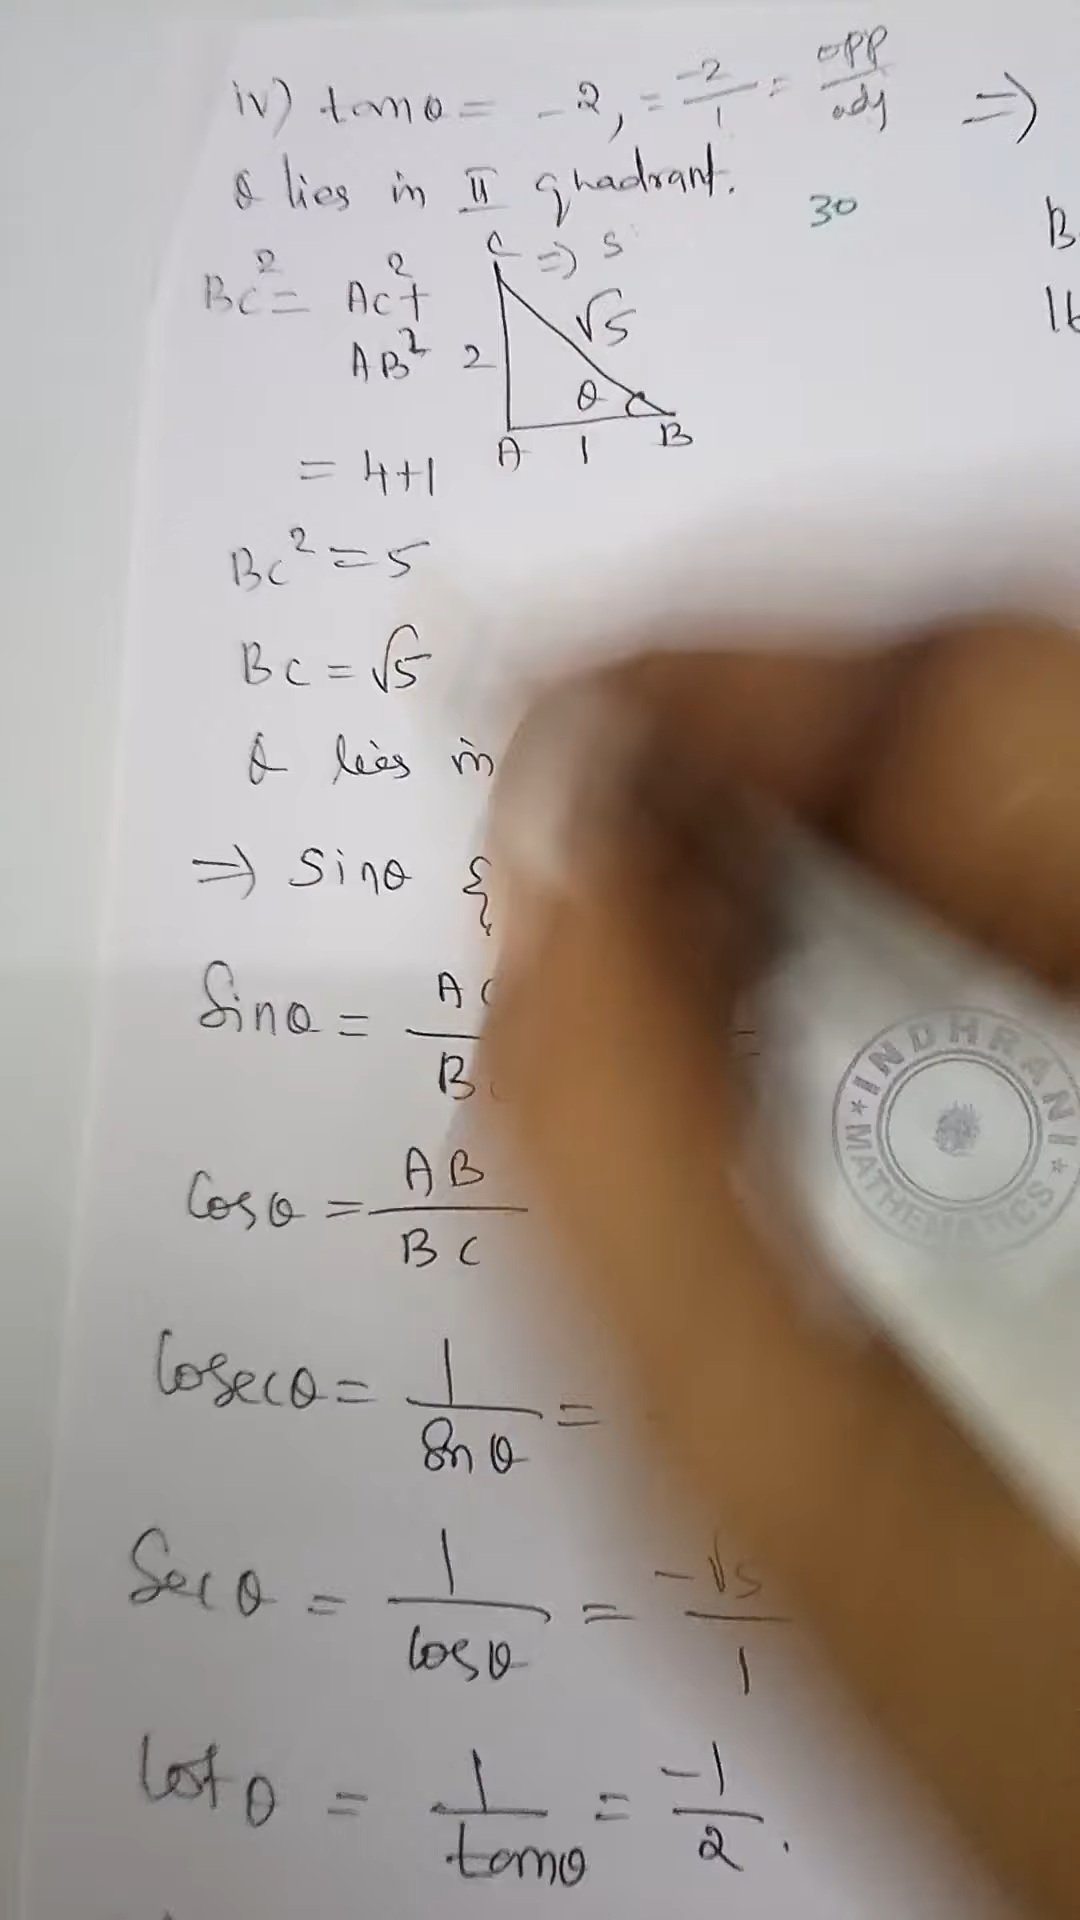 iv) tanθ = -2, = -2/1 = opp/adj ⇒
θ lies in II quadrant.
30
BC² = AC² +
AB²
C ⇒ 5
√5
2
θ
A 1 B
= 4+1
BC² = 5
BC = √5
θ lies in
⇒ Sinθ {
Sinθ =
Cosθ = AB/BC
Cosecθ = 1/Sinθ =
Secθ = 1/Cosθ = -√5/1
Cotθ = 1/tanθ = -1/2.
INDHRANI
MATHEMATICS